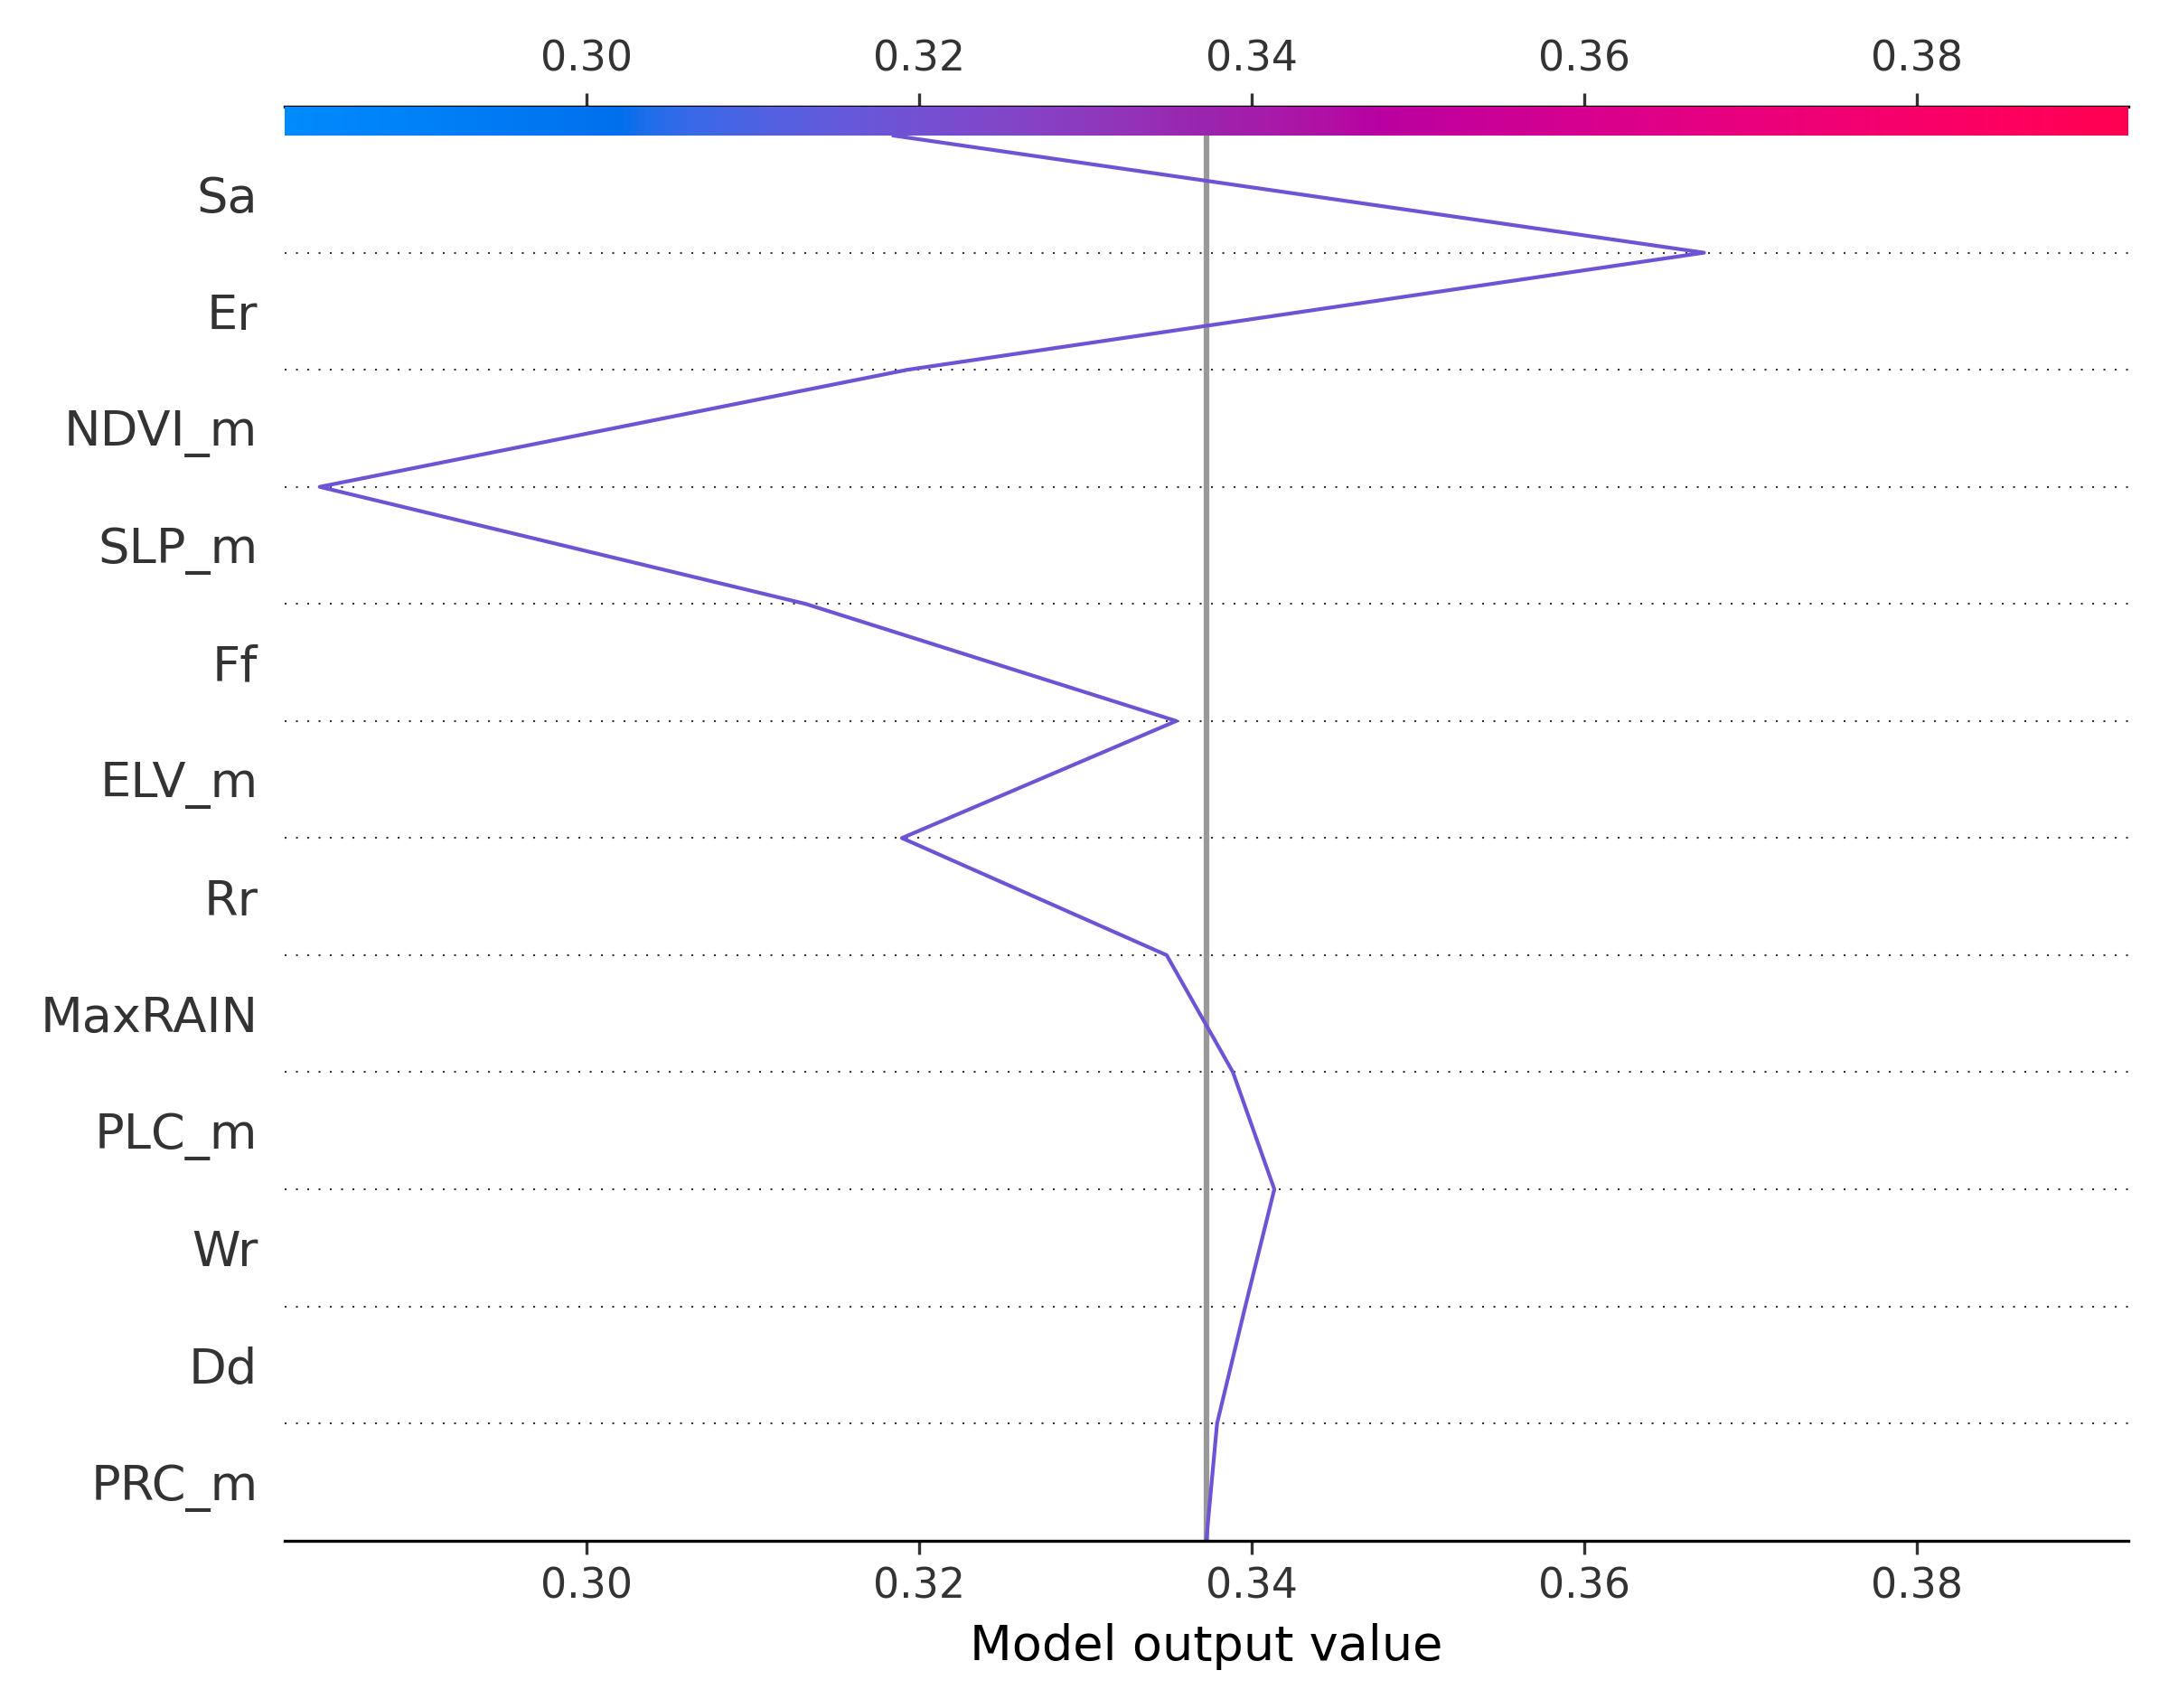 0.30 0.32 0.34 0.36 0.38
Sa
Er
NDVI_m
SLP_m
Ff
ELV_m
Rr
MaxRAIN
PLC_m
Wr
Dd
PRC_m
0.30 0.32 0.34 0.36 0.38
Model output value